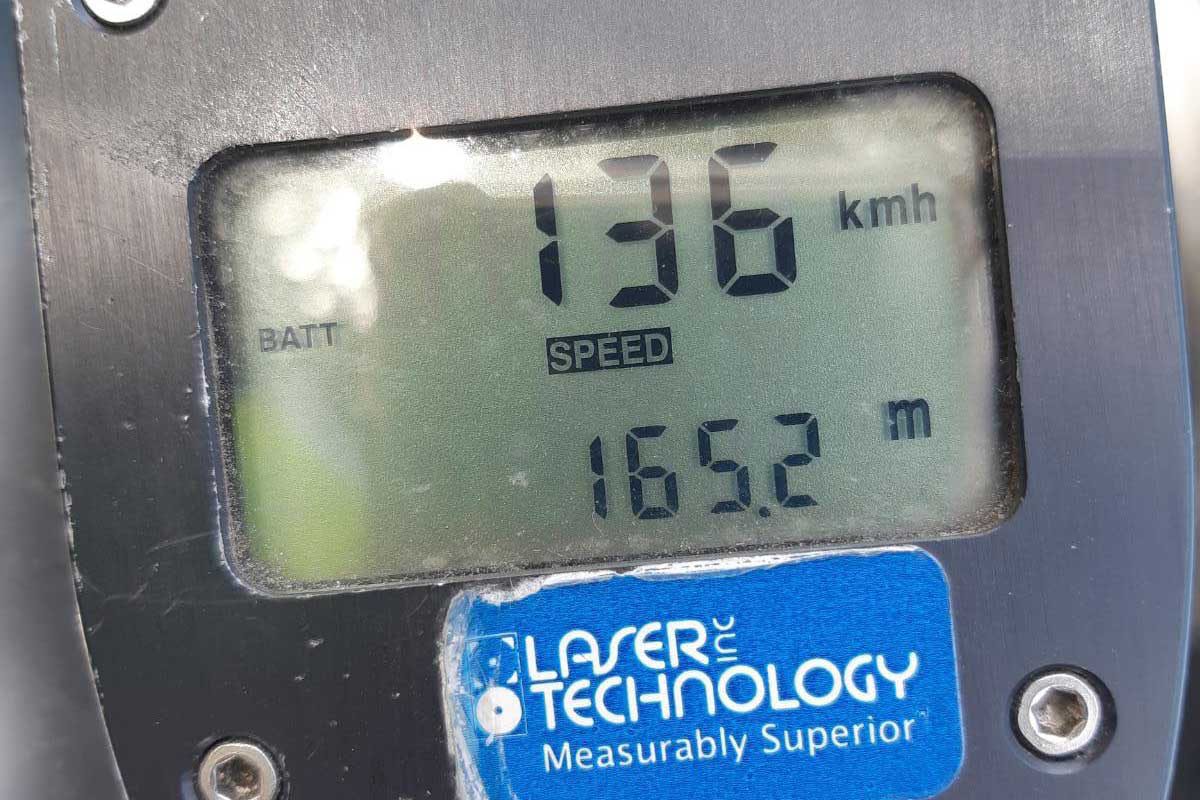 136 kmh
BATT
SPEED
165.2 m
LASER INC
TECHNOLOGY
Measurably Superior